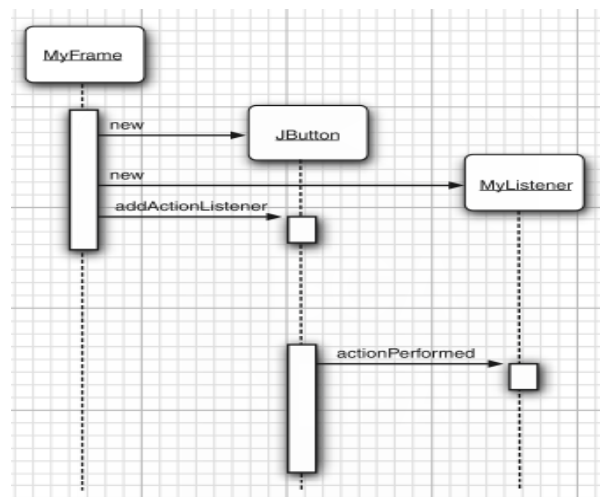 MyFrame
new
JButton
new
MyListener
addActionListener
actionPerformed